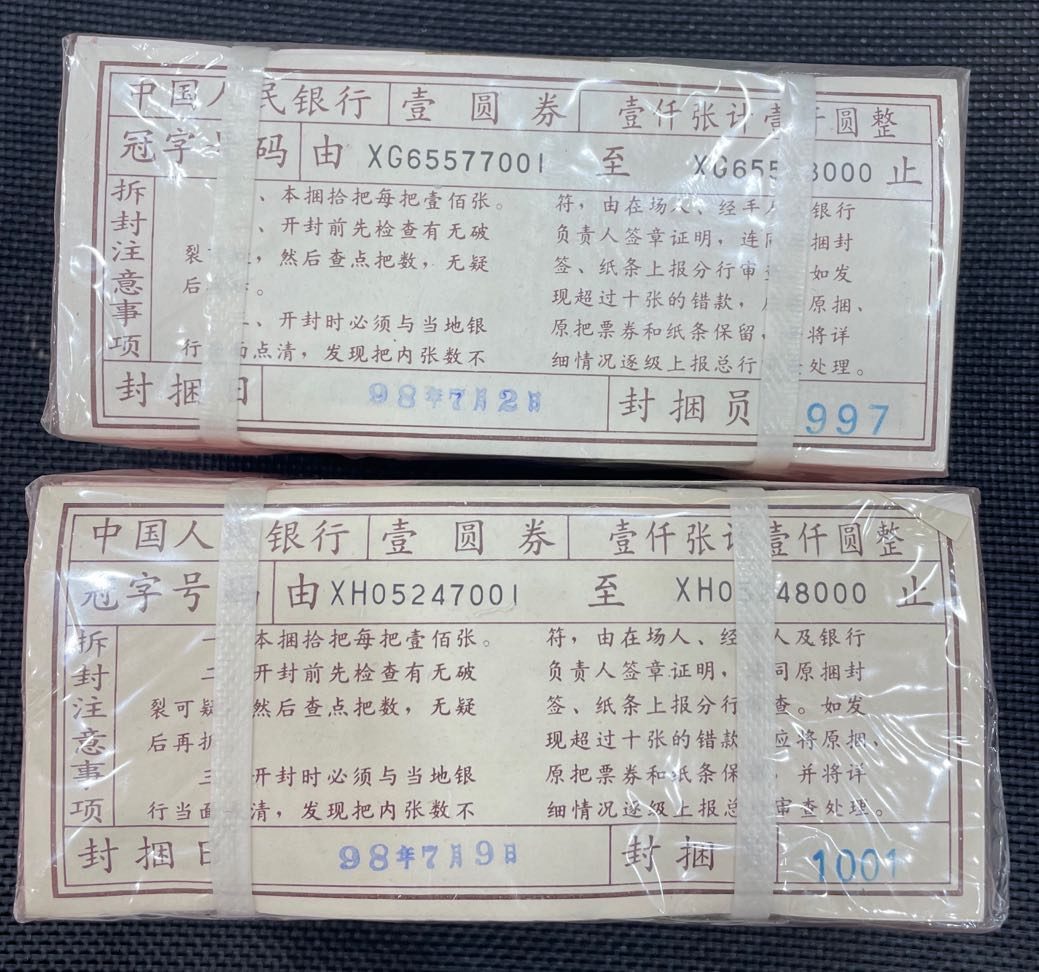 中国人民银行 壹圆券 壹仟张计壹仟圆整
冠字 码 由 XG65577001 至 XG655 8000 止
拆封注意事项
、本捆拾把每把壹佰张。
、开封前先检查有无破
裂可 ,然后查点把数,无疑
后 。
、开封时必须与当地银
行 面点清,发现把内张数不
符,由在场人、经手人 银行
负责人签章证明,连同 捆封
签、纸条上报分行审 如发
现超过十张的错款, 原捆、
原把票券和纸条保留, 将详
细情况逐级上报总行 处理。
封捆日 98年7月2日 封捆员 997
中国人 银行 壹圆券 壹仟张计壹仟圆整
冠字号 由 XH05247001 至 XH0 48000 止
拆封注意事项
一 本捆拾把每把壹佰张。
二 开封前先检查有无破
裂可疑 然后查点把数,无疑
后再拆
三 开封时必须与当地银
行当面 清,发现把内张数不
符,由在场人、经 人及银行
负责人签章证明, 同原捆封
签、纸条上报分行 查。如发
现超过十张的错款 应将原捆、
原把票券和纸条保 ,并将详
细情况逐级上报总 审查处理。
封捆日 98年7月9日 封捆 1001